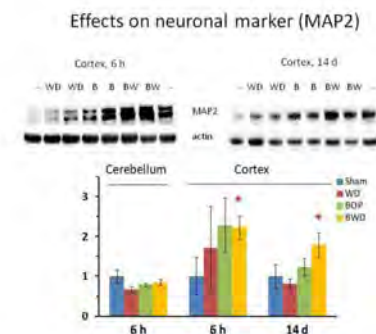 Effects on neuronal marker (MAP2)
Cortex, 6 h
Cortex, 14 d
– WD WD B B BW BW –
– WD WD B B BW BW –
MAP2
actin
Cerebellum
Cortex
Sham
WD
BOP
BWD
3
2
1
0
*
*
6 h
6 h
14 d